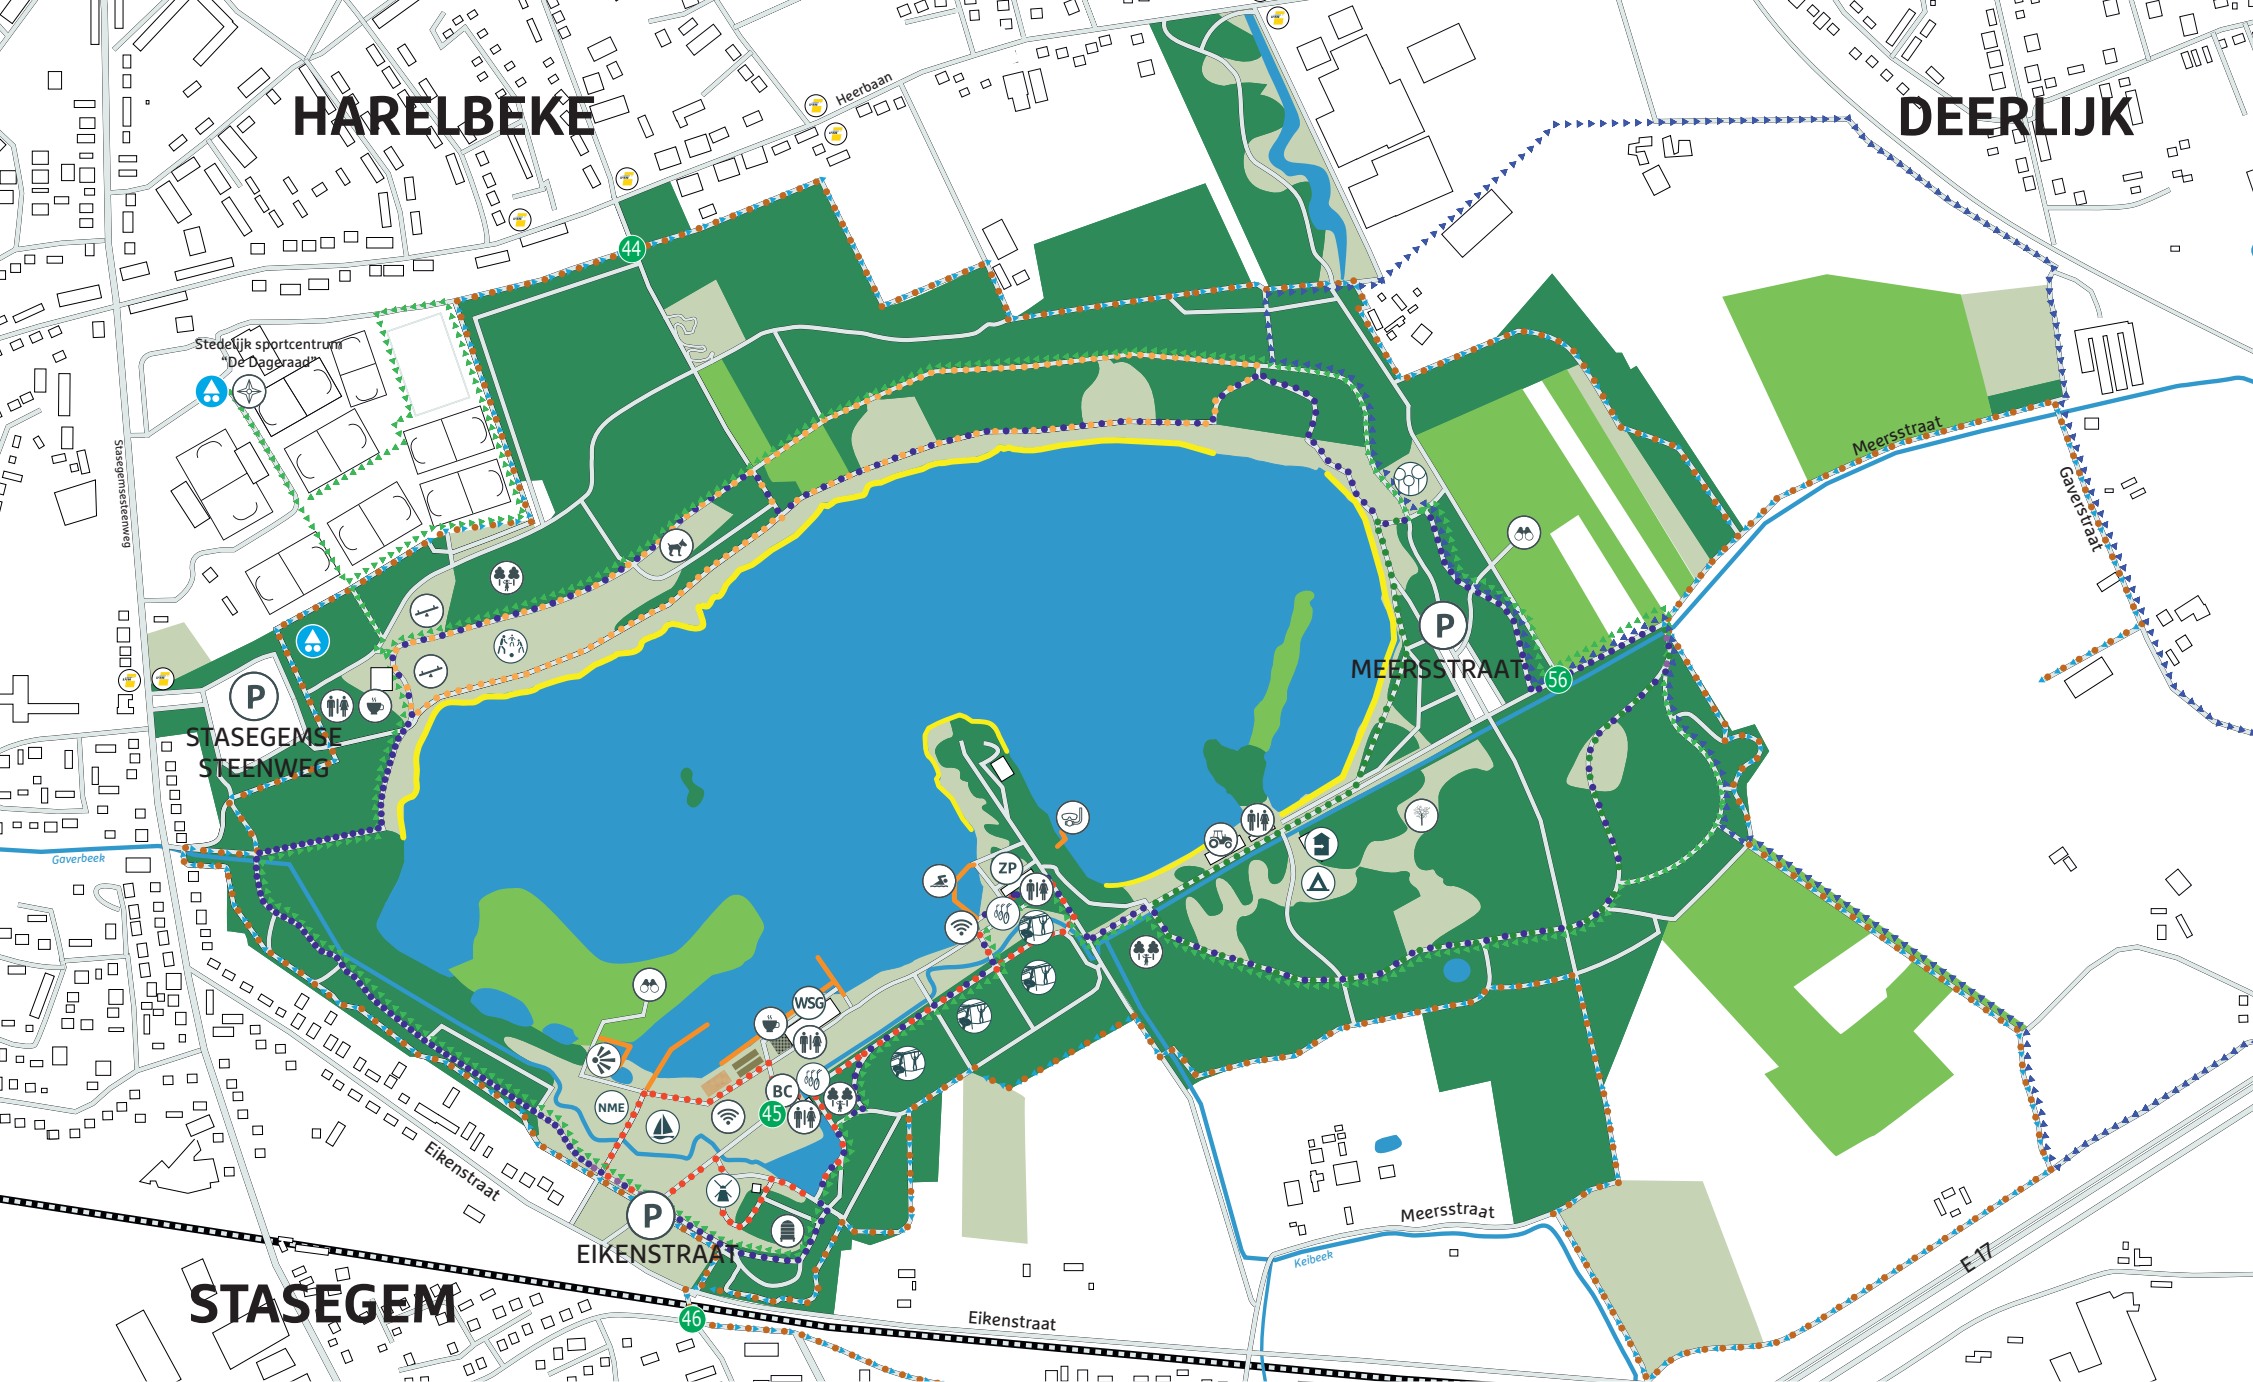 HARELBEKE
DEERLIJK
Heerbaan
44
Stedelijk sportcentrum
"De Dageraad"
Stasegemsesteenweg
Meersstraat
Gaverstraat
P
MEERSSTRAAT
56
P
STASEGEMSE
STEENWEG
Gaverbeek
ZP
WSG
BC
45
NME
Eikenstraat
P
EIKENSTRAAT
Meersstraat
Keibeek
E 17
STASEGEM
46
Eikenstraat